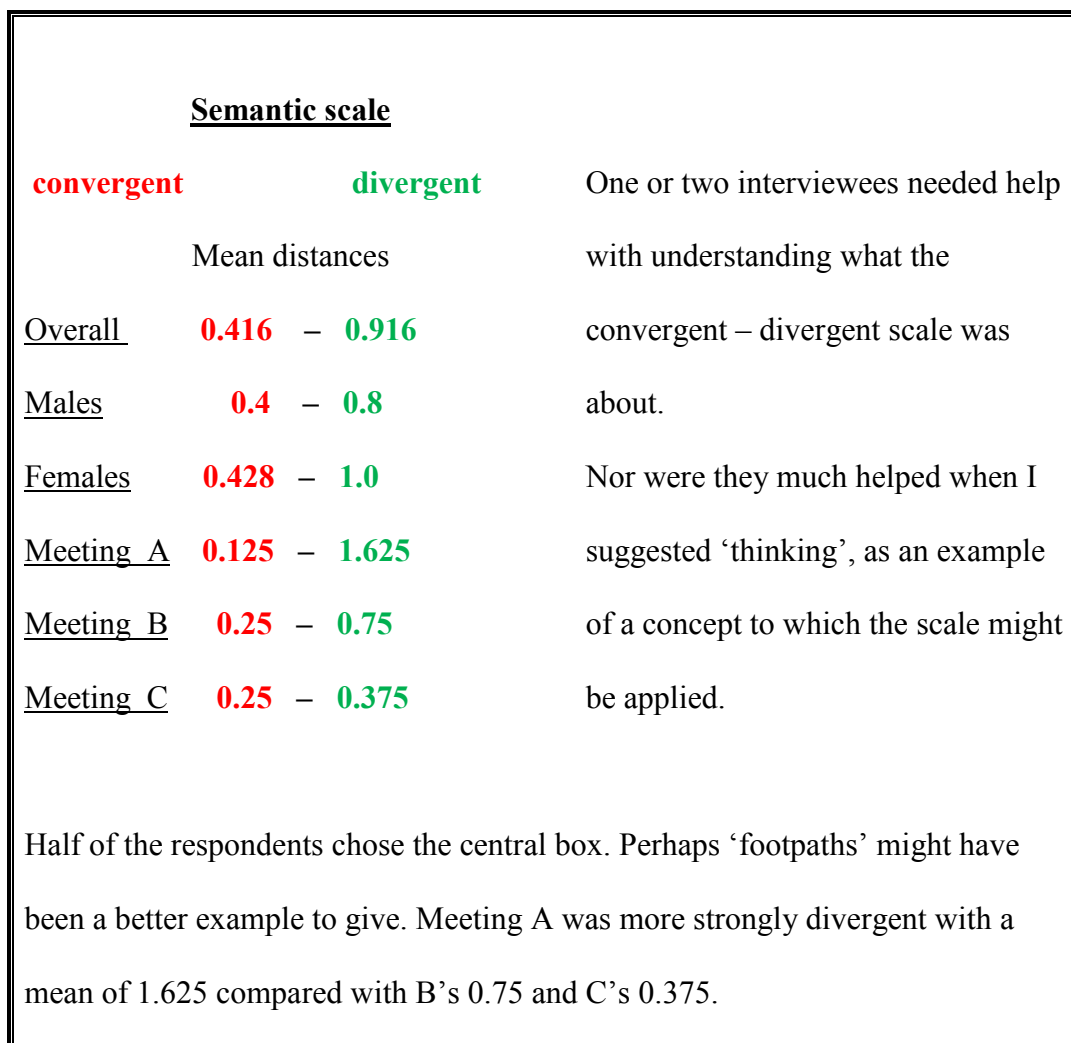 Semantic scale
convergent divergent
Mean distances
Overall 0.416 – 0.916
Males 0.4 – 0.8
Females 0.428 – 1.0
Meeting A 0.125 – 1.625
Meeting B 0.25 – 0.75
Meeting C 0.25 – 0.375
One or two interviewees needed help
with understanding what the
convergent – divergent scale was
about.
Nor were they much helped when I
suggested ‘thinking’, as an example
of a concept to which the scale might
be applied.
Half of the respondents chose the central box. Perhaps ‘footpaths’ might have
been a better example to give. Meeting A was more strongly divergent with a
mean of 1.625 compared with B’s 0.75 and C’s 0.375.